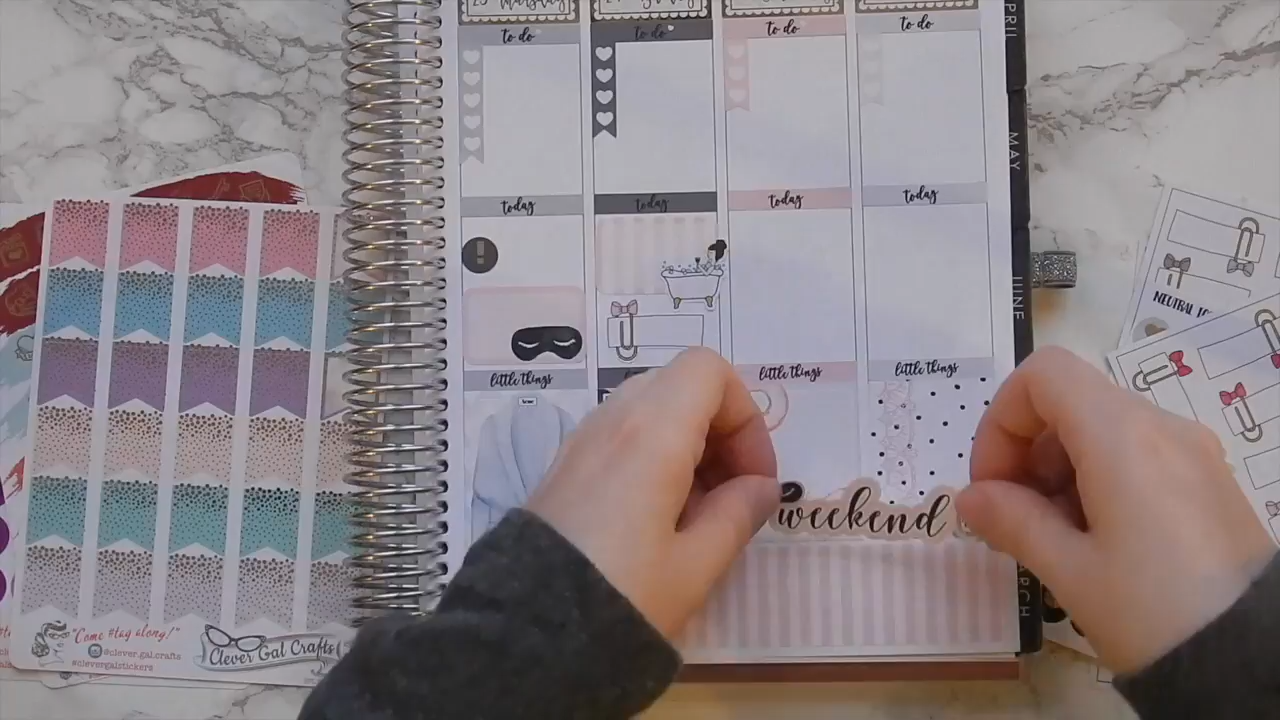 to do
to do
to do
to do
today
today
today
today
little things
little things
little things
weekend
APRIL
MAY
JUNE
NEUTRAL
"Come #tag along!"
@clever.gal.crafts
#clevergalstickers
Clever Gal Crafts